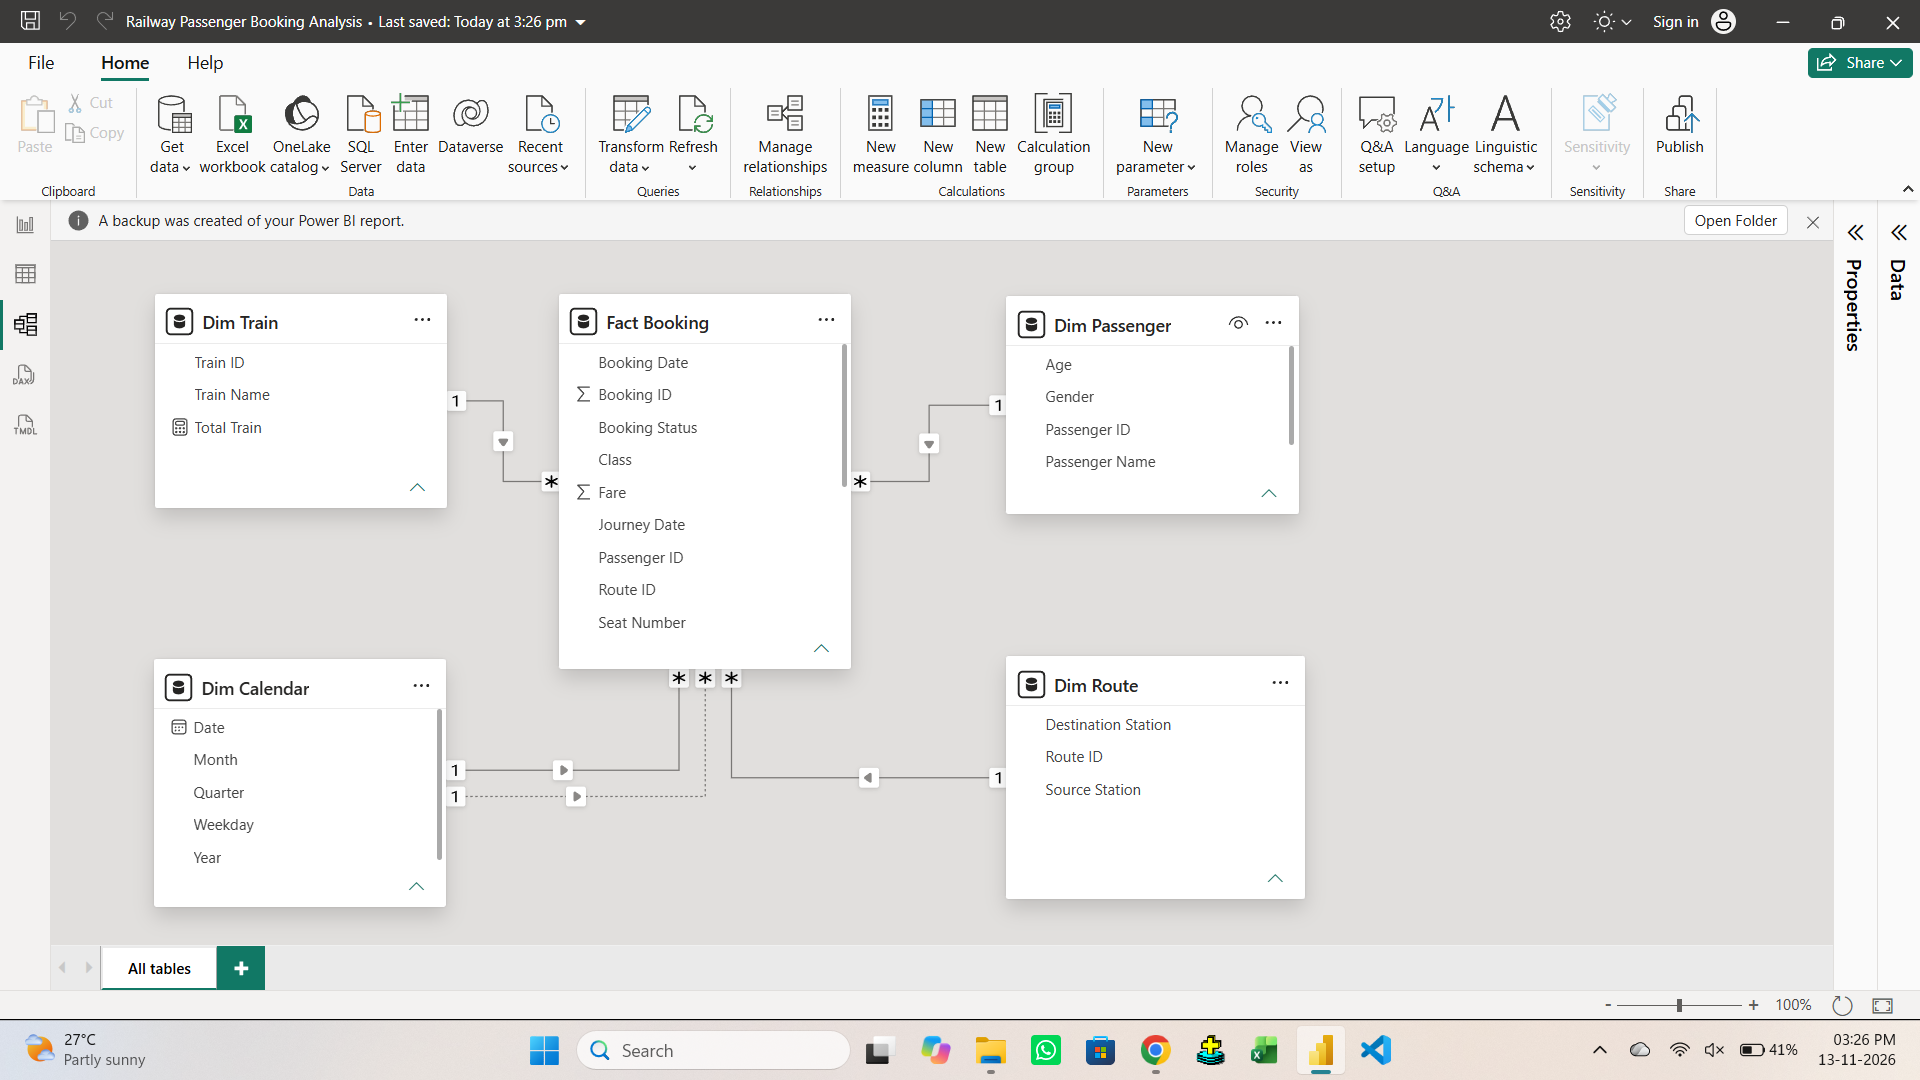 Railway Passenger Booking Analysis • Last saved: Today at 3:26 pm
Sign in
File
Home
Help
Share
Paste
Cut
Copy
Clipboard
Get data
Excel workbook
OneLake catalog
SQL Server
Enter data
Dataverse
Recent sources
Data
Transform data
Refresh
Queries
Manage relationships
Relationships
New measure
New column
New table
Calculation group
Calculations
New parameter
Parameters
Manage roles
View as
Security
Q&A setup
Language
Linguistic schema
Q&A
Sensitivity
Sensitivity
Publish
Share
A backup was created of your Power BI report.
Open Folder
DAX
TMDL
Dim Train
Train ID
Train Name
Total Train
Fact Booking
Booking Date
Booking ID
Booking Status
Class
Fare
Journey Date
Passenger ID
Route ID
Seat Number
Dim Passenger
Age
Gender
Passenger ID
Passenger Name
Dim Calendar
Date
Month
Quarter
Weekday
Year
Dim Route
Destination Station
Route ID
Source Station
1
*
*
1
* * *
1
1
1
Properties
Data
All tables
+
- + 100%
27°C
Partly sunny
Search
41%
03:26 PM
13-11-2026